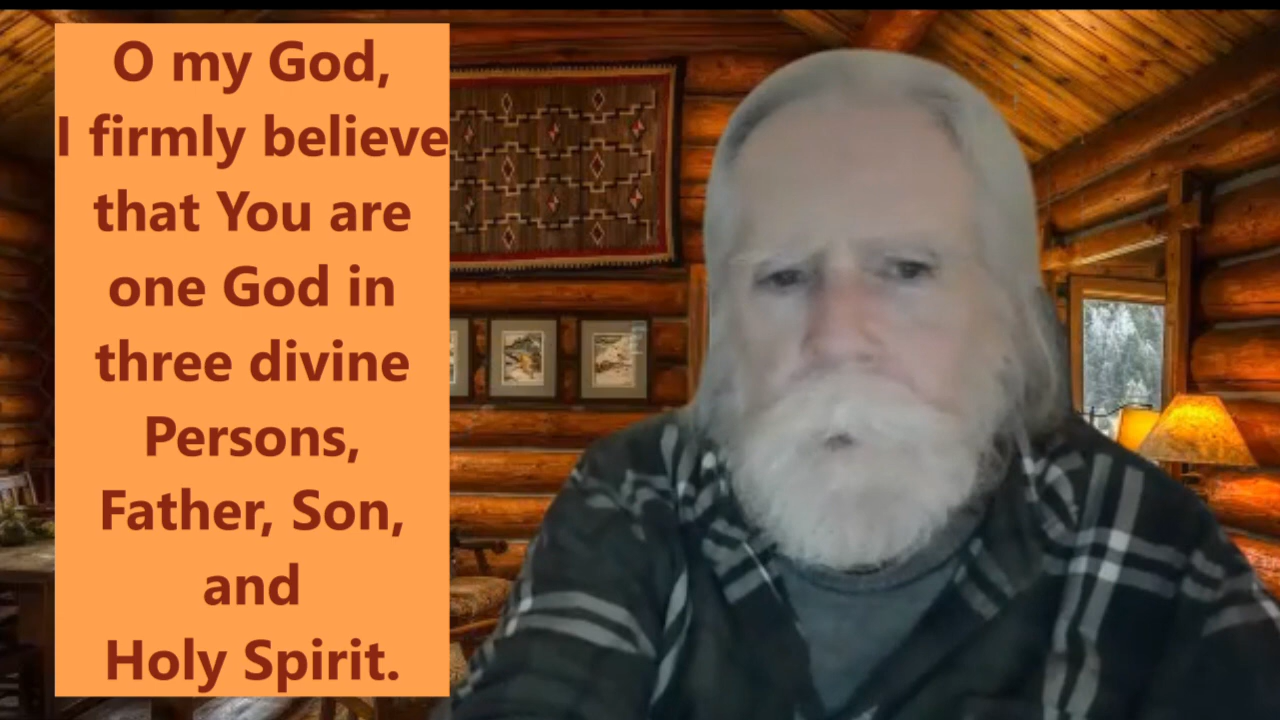 O my God,
I firmly believe
that You are
one God in
three divine
Persons,
Father, Son,
and
Holy Spirit.